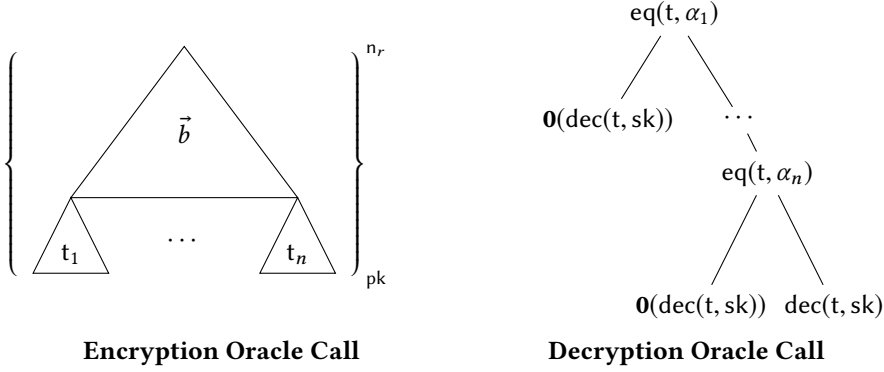 n_r
b⃗
t_1
⋯
t_n
pk
Encryption Oracle Call
eq(t, α_1)
0(dec(t, sk))
⋯
eq(t, α_n)
0(dec(t, sk))
dec(t, sk)
Decryption Oracle Call